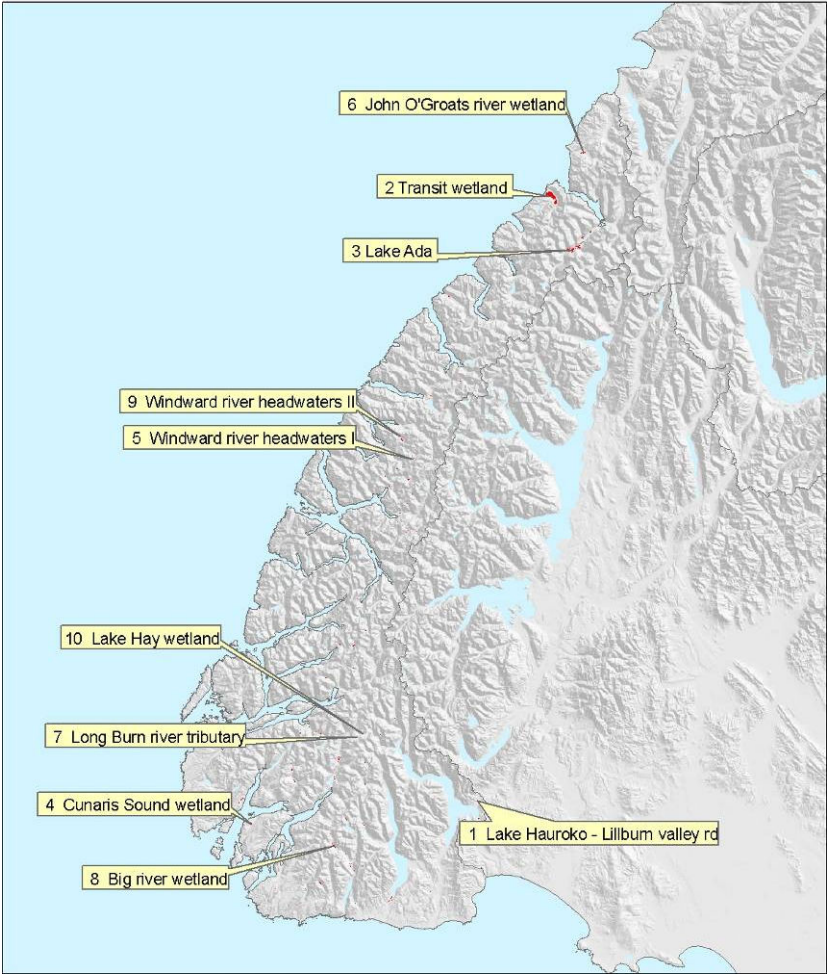 6 John O'Groats river wetland
2 Transit wetland
3 Lake Ada
9 Windward river headwaters II
5 Windward river headwaters I
10 Lake Hay wetland
7 Long Burn river tributary
4 Cunaris Sound wetland
1 Lake Hauroko - Lillburn valley rd
8 Big river wetland